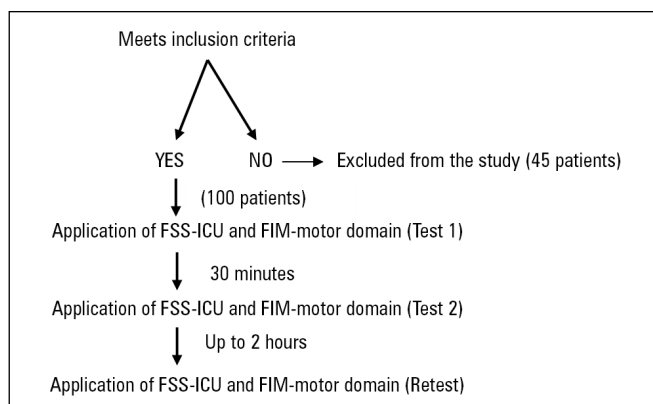 Meets inclusion criteria
YES
NO
Excluded from the study (45 patients)
(100 patients)
Application of FSS-ICU and FIM-motor domain (Test 1)
30 minutes
Application of FSS-ICU and FIM-motor domain (Test 2)
Up to 2 hours
Application of FSS-ICU and FIM-motor domain (Retest)